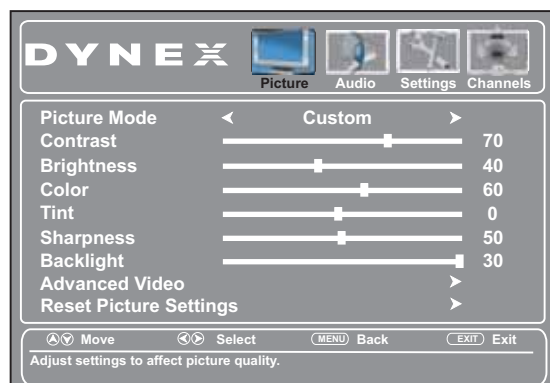 DYNEX
Picture Audio Settings Channels
Picture Mode Custom
Contrast 70
Brightness 40
Color 60
Tint 0
Sharpness 50
Backlight 30
Advanced Video
Reset Picture Settings
Move Select MENU Back EXIT Exit
Adjust settings to affect picture quality.